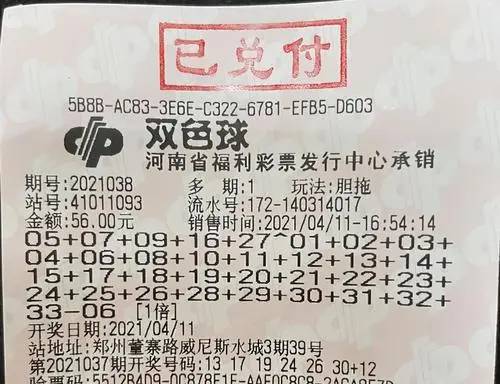 已兑付
5B8B-AC83-3E6E-C322-6781-EFB5-D603
双色球
河南省福利彩票发行中心承销
期号:2021038 多期:1 玩法:胆拖
站号:41011093 流水号:172-140314017
金额:56.00元 销售时间:2021/04/11-16:54:14
05+07+09+16+27^01+02+03+
04+06+08+10+11+12+13+14+
15+17+18+19+20+21+22+23+
24+25+26+28+29+30+31+32+
33-06 [1倍]
开奖日期:2021/04/11
站地址:郑州董寨路威尼斯水城3期39号
第2021037期开奖号码:13 17 19 24 26 30+12
验票码: